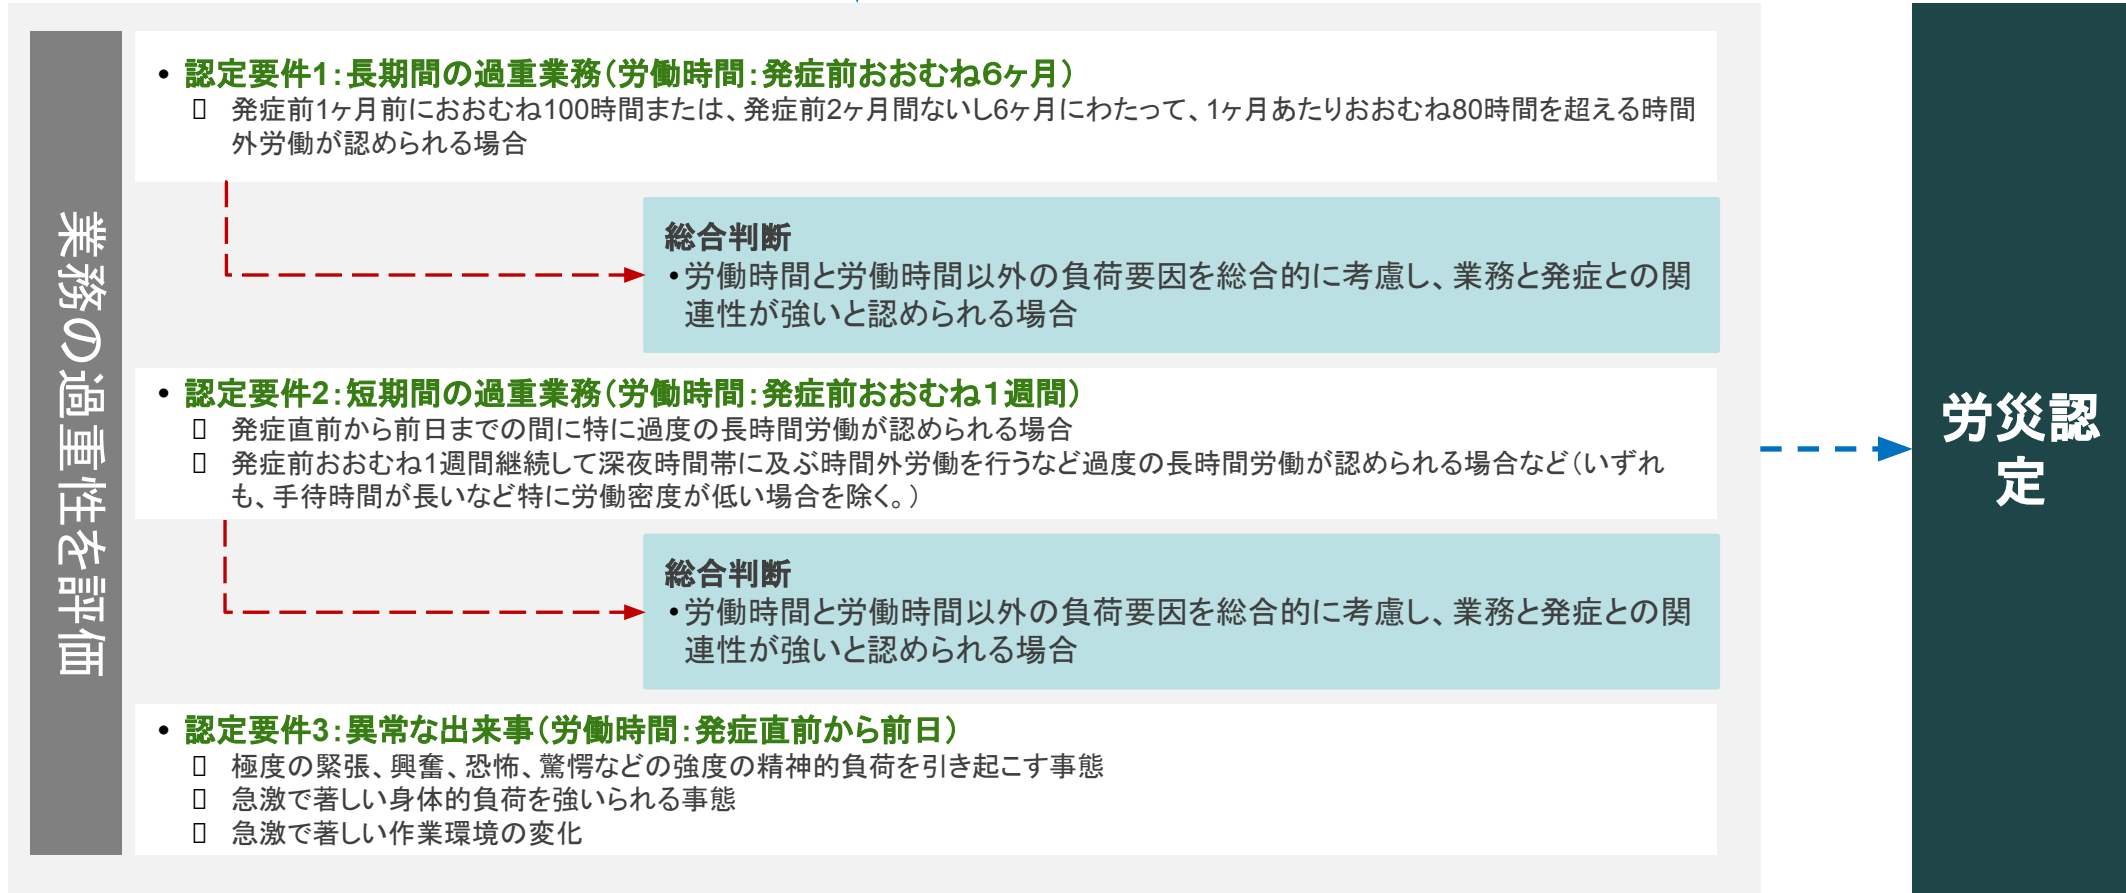 業務の過重性を評価
• 認定要件1：長期間の過重業務（労働時間：発症前おおむね６ヶ月）
▯ 発症前1ヶ月前におおむね100時間または、発症前2ヶ月間ないし6ヶ月にわたって、1ヶ月あたりおおむね80時間を超える時間
外労働が認められる場合
総合判断
•労働時間と労働時間以外の負荷要因を総合的に考慮し、業務と発症との関
連性が強いと認められる場合
• 認定要件2：短期間の過重業務（労働時間：発症前おおむね１週間）
▯ 発症直前から前日までの間に特に過度の長時間労働が認められる場合
▯ 発症前おおむね1週間継続して深夜時間帯に及ぶ時間外労働を行うなど過度の長時間労働が認められる場合など（いずれ
も、手待時間が長いなど特に労働密度が低い場合を除く。）
総合判断
•労働時間と労働時間以外の負荷要因を総合的に考慮し、業務と発症との関
連性が強いと認められる場合
• 認定要件3：異常な出来事（労働時間：発症直前から前日）
▯ 極度の緊張、興奮、恐怖、驚愕などの強度の精神的負荷を引き起こす事態
▯ 急激で著しい身体的負荷を強いられる事態
▯ 急激で著しい作業環境の変化
労災認
定